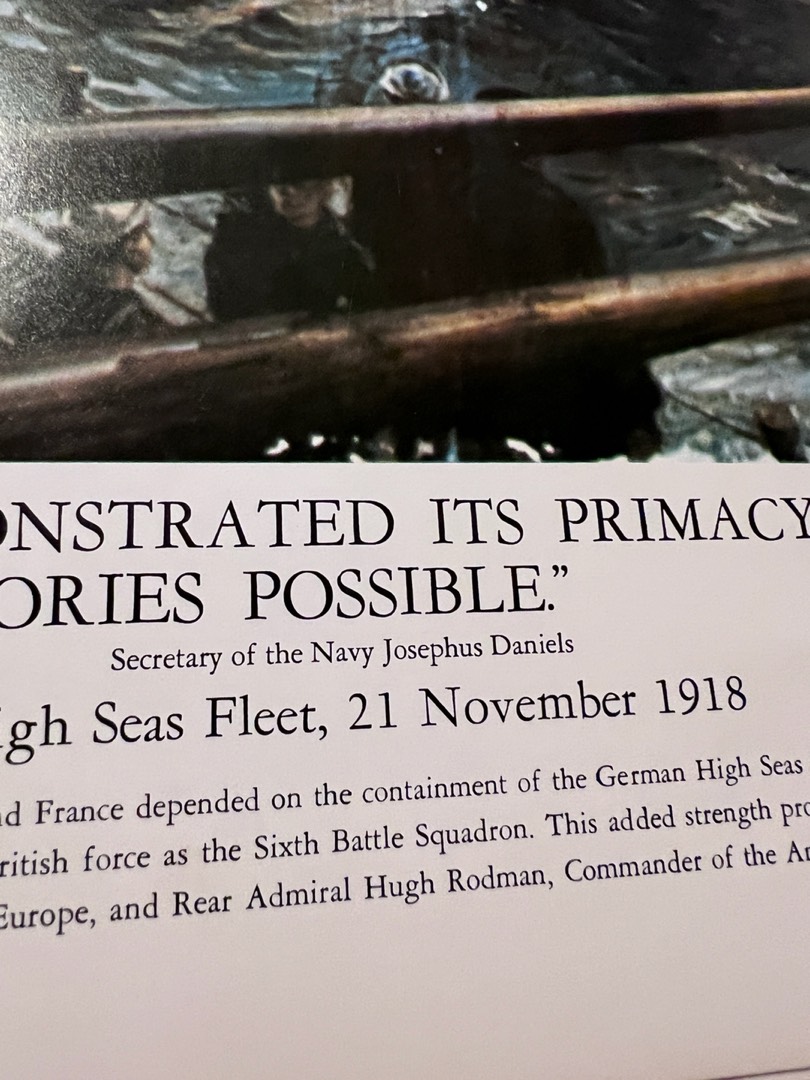 ONSTRATED ITS PRIMACY
ORIES POSSIBLE.”
Secretary of the Navy Josephus Daniels
gh Seas Fleet, 21 November 1918
d France depended on the containment of the German High Seas
ritish force as the Sixth Battle Squadron. This added strength pro
Europe, and Rear Admiral Hugh Rodman, Commander of the A